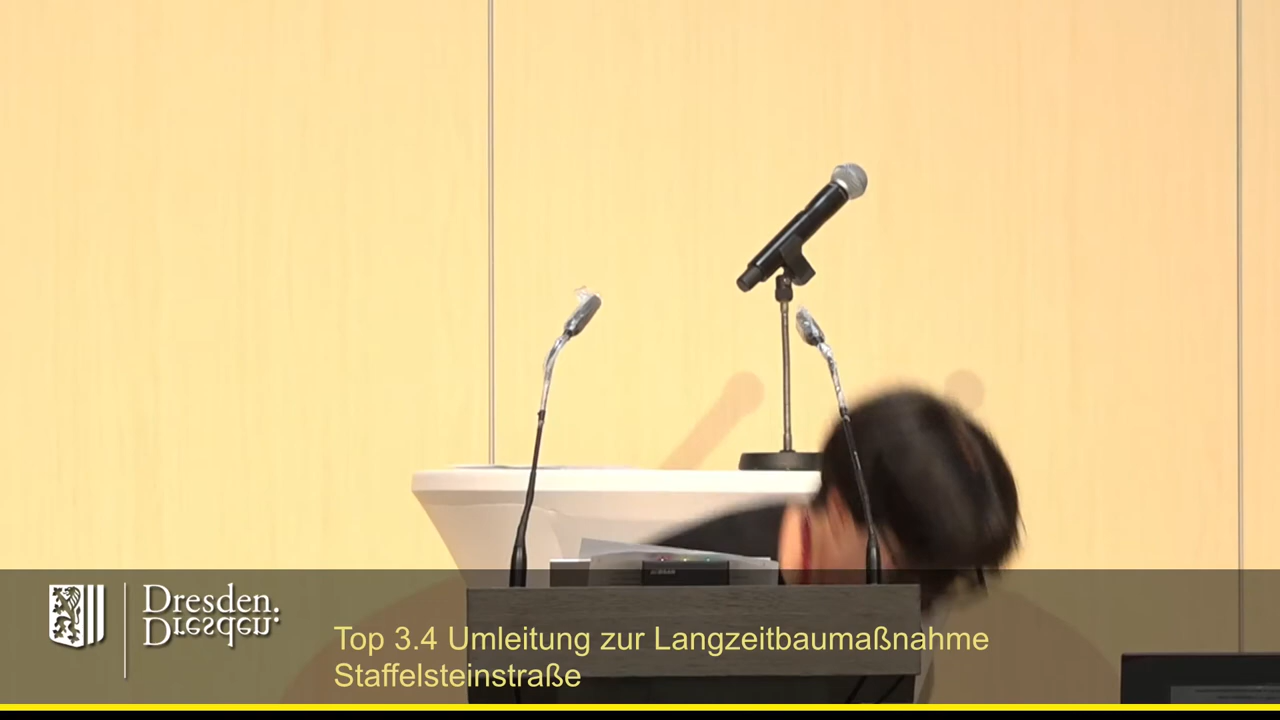 Dresden.
Dresden.
Top 3.4 Umleitung zur Langzeitbaumaßnahme
Staffelsteinstraße